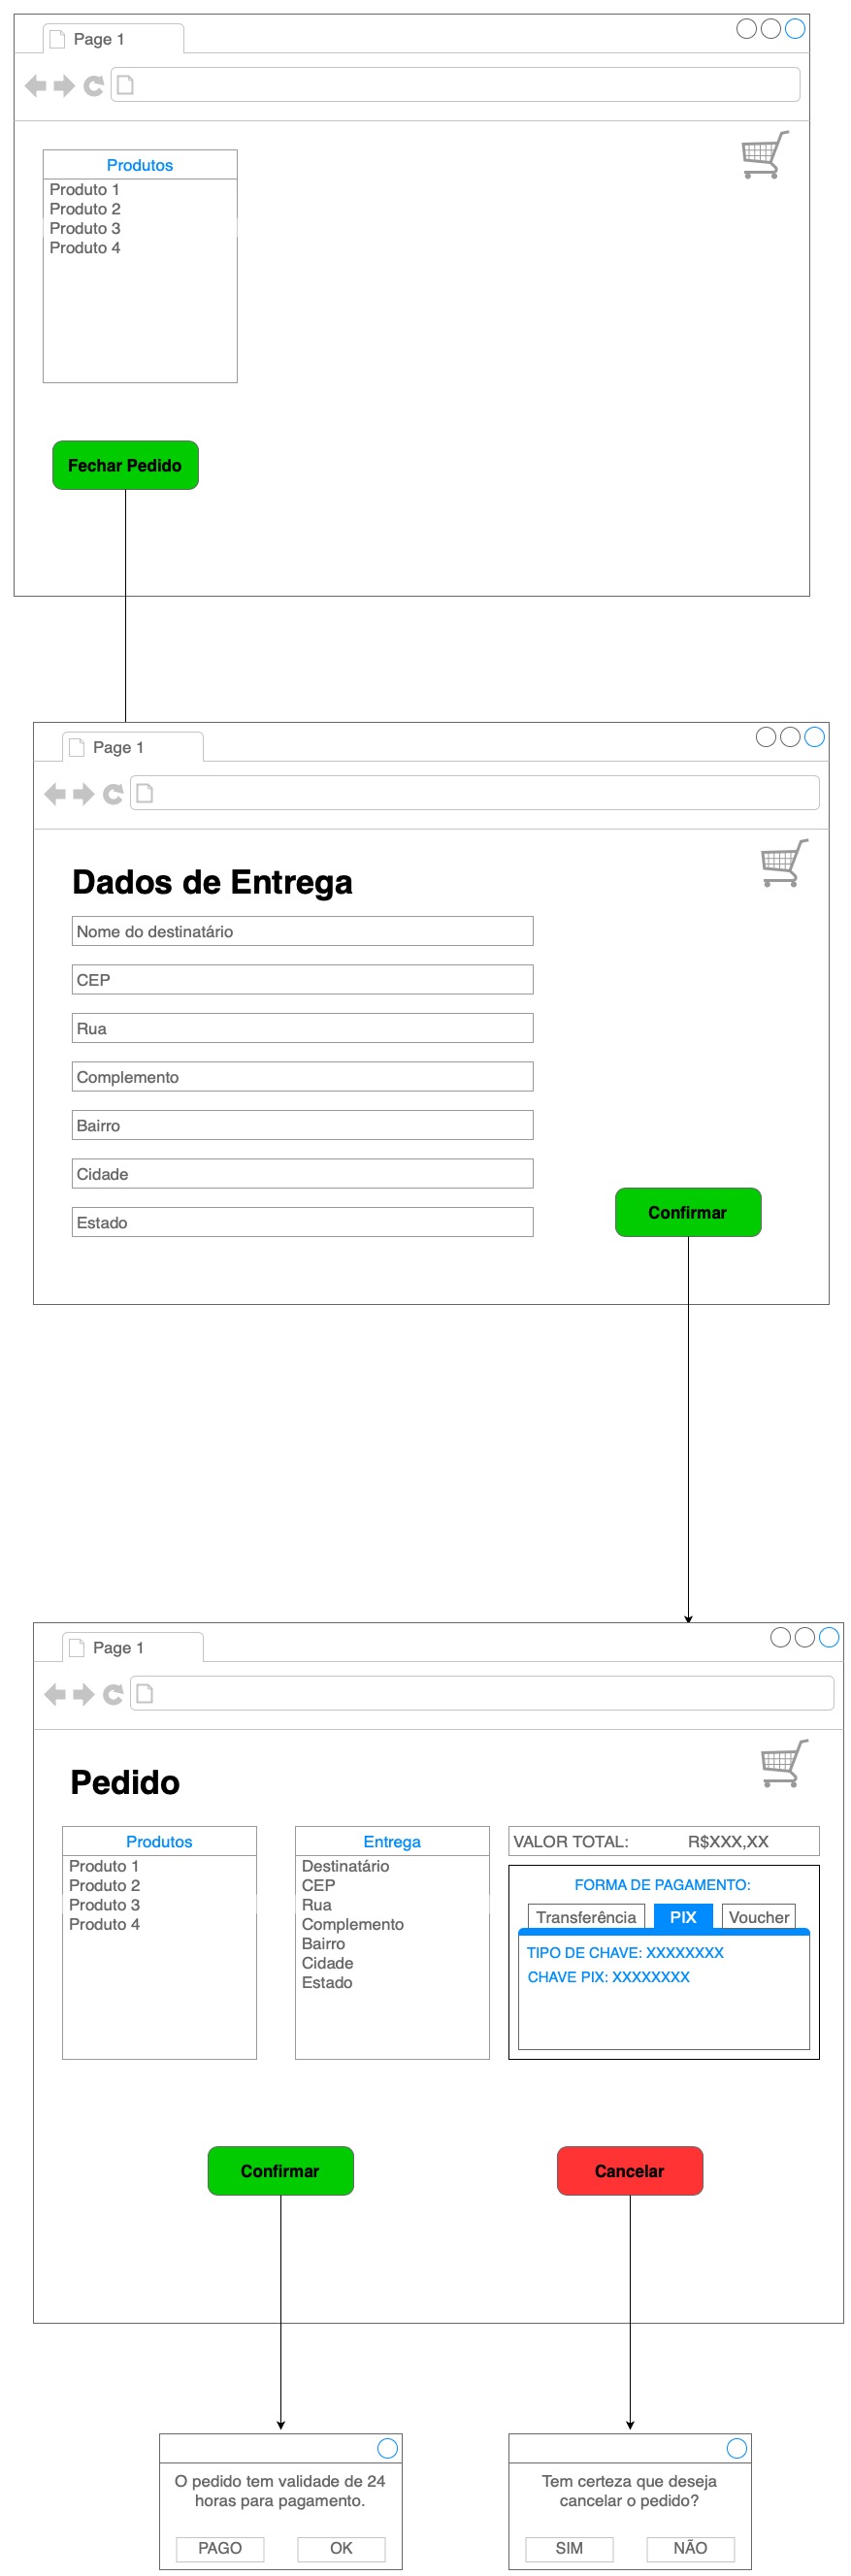 Page 1
Produtos
Produto 1
Produto 2
Produto 3
Produto 4
Fechar Pedido
Page 1
Dados de Entrega
Nome do destinatário
CEP
Rua
Complemento
Bairro
Cidade
Estado
Confirmar
Page 1
Pedido
Produtos
Produto 1
Produto 2
Produto 3
Produto 4
Entrega
Destinatário
CEP
Rua
Complemento
Bairro
Cidade
Estado
VALOR TOTAL: R$XXX,XX
FORMA DE PAGAMENTO:
Transferência PIX Voucher
TIPO DE CHAVE: XXXXXXXX
CHAVE PIX: XXXXXXXX
Confirmar
Cancelar
O pedido tem validade de 24
horas para pagamento.
PAGO OK
Tem certeza que deseja
cancelar o pedido?
SIM NÃO